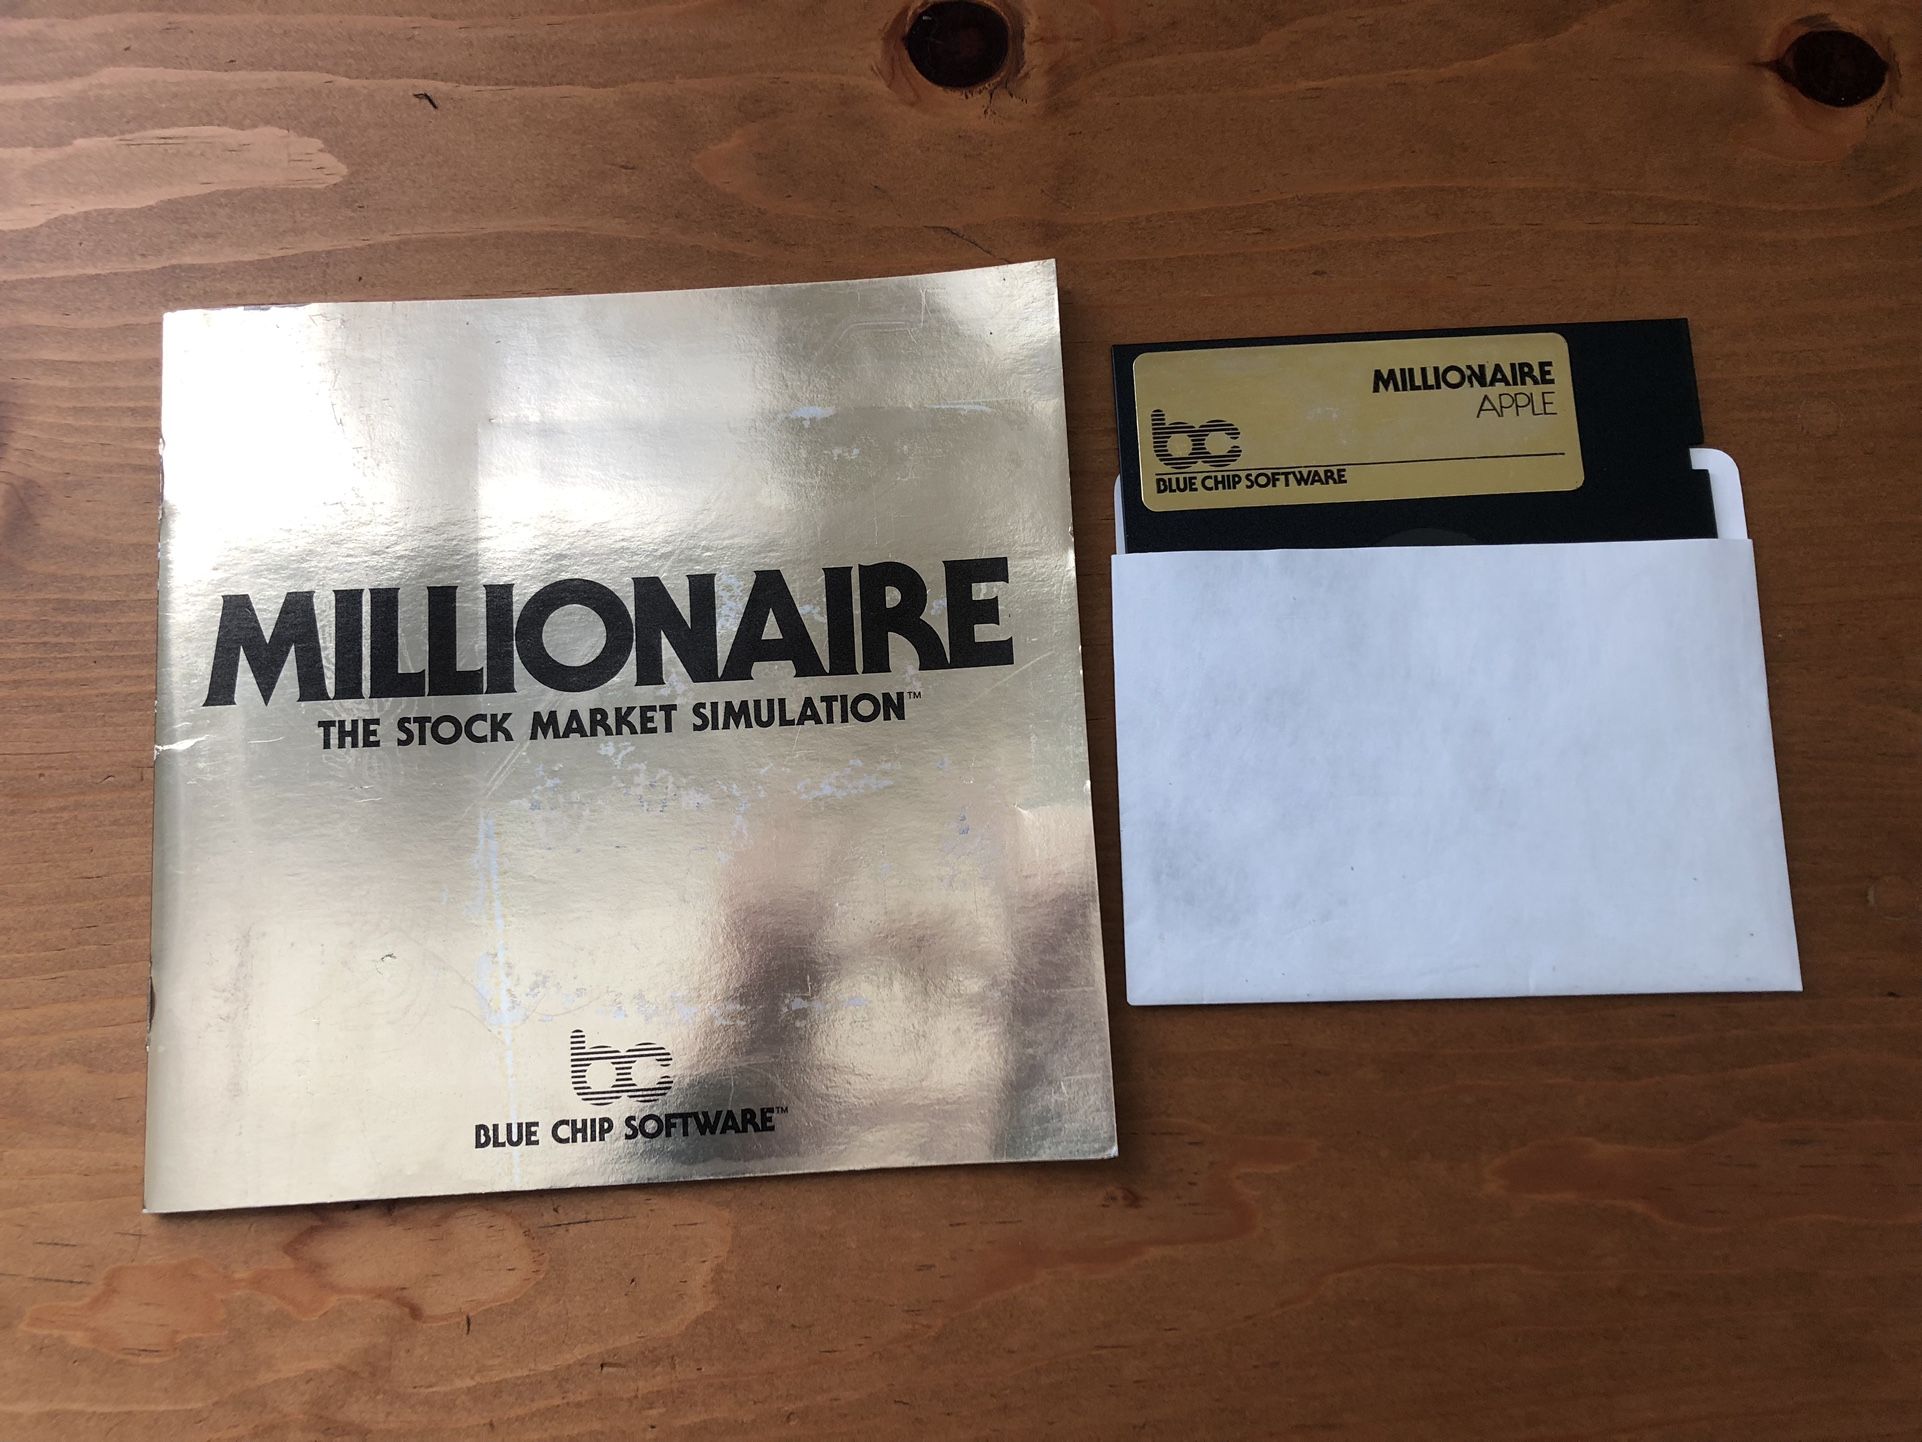 MILLIONAIRE
THE STOCK MARKET SIMULATION™
bc
BLUE CHIP SOFTWARE™
MILLIONAIRE
APPLE
bc
BLUE CHIP SOFTWARE